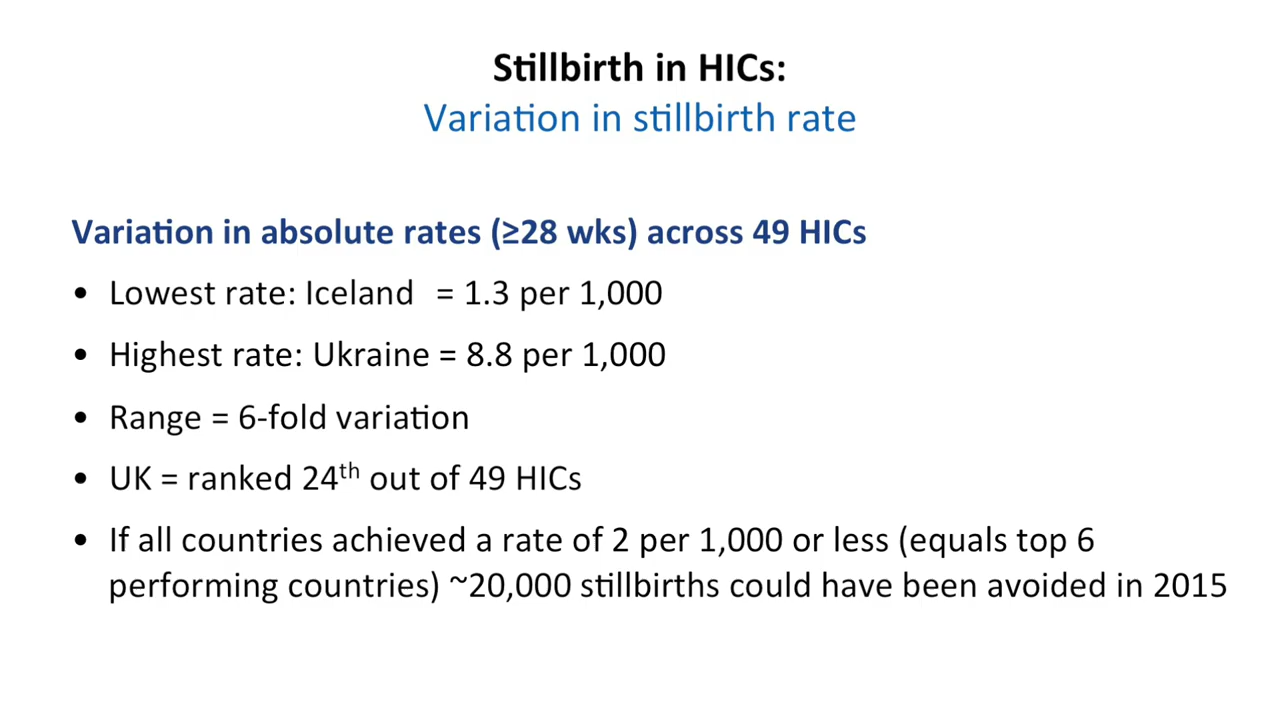 Stillbirth in HICs:
Variation in stillbirth rate
Variation in absolute rates (≥28 wks) across 49 HICs
• Lowest rate: Iceland = 1.3 per 1,000
• Highest rate: Ukraine = 8.8 per 1,000
• Range = 6-fold variation
• UK = ranked 24th out of 49 HICs
• If all countries achieved a rate of 2 per 1,000 or less (equals top 6
performing countries) ~20,000 stillbirths could have been avoided in 2015